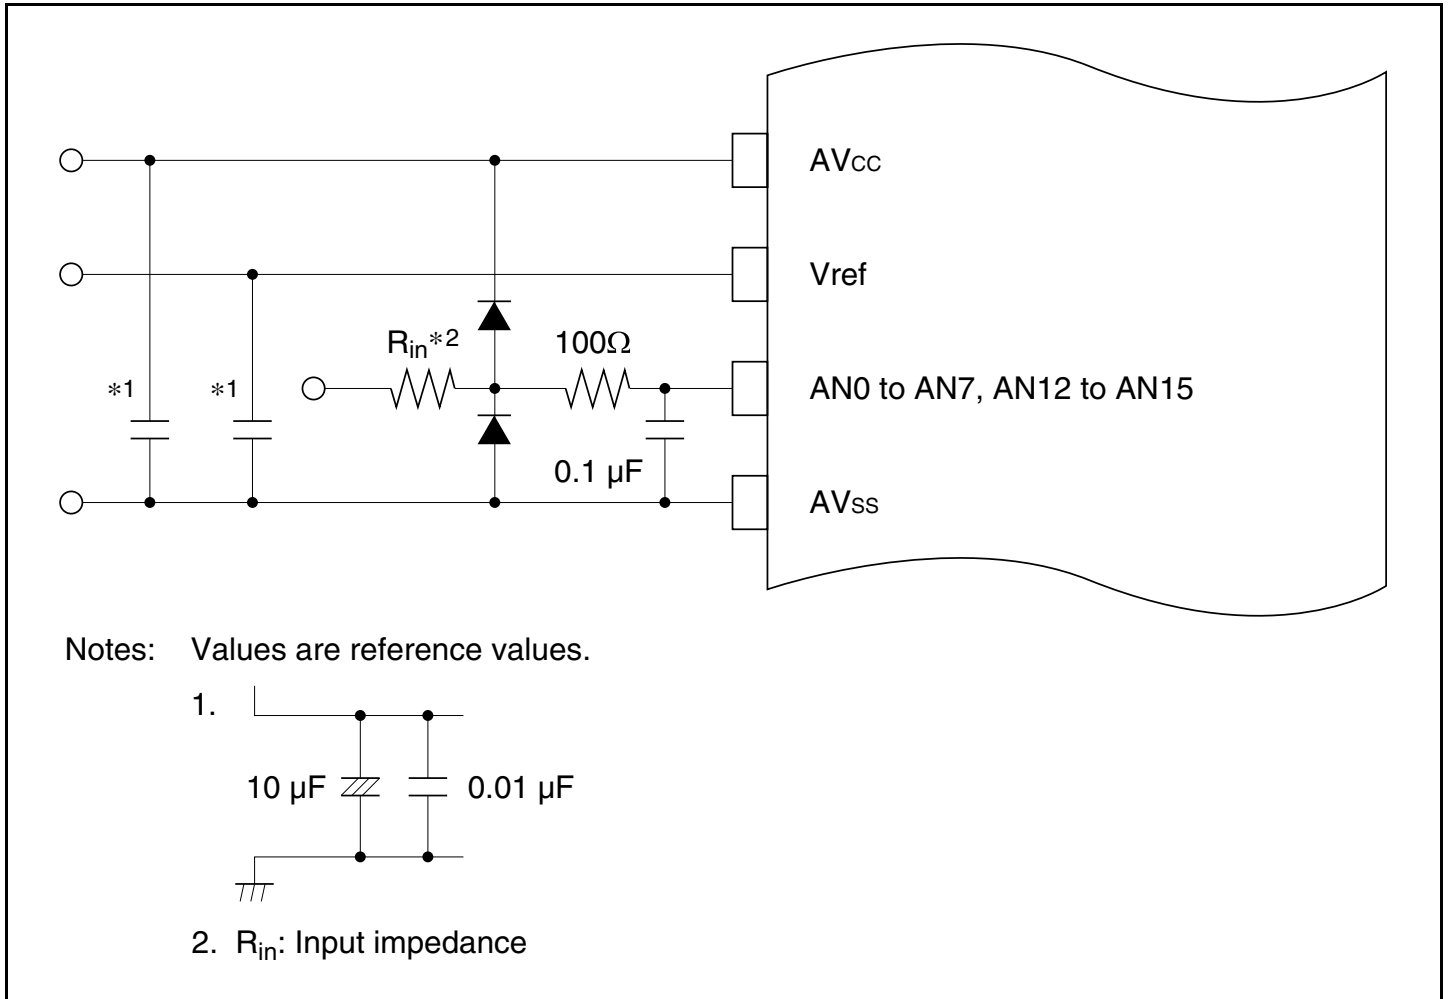 AVCC
Vref
Rin*2
100Ω
*1
*1
AN0 to AN7, AN12 to AN15
0.1 μF
AVSS
Notes: Values are reference values.
1.
10 μF
0.01 μF
2. Rin: Input impedance